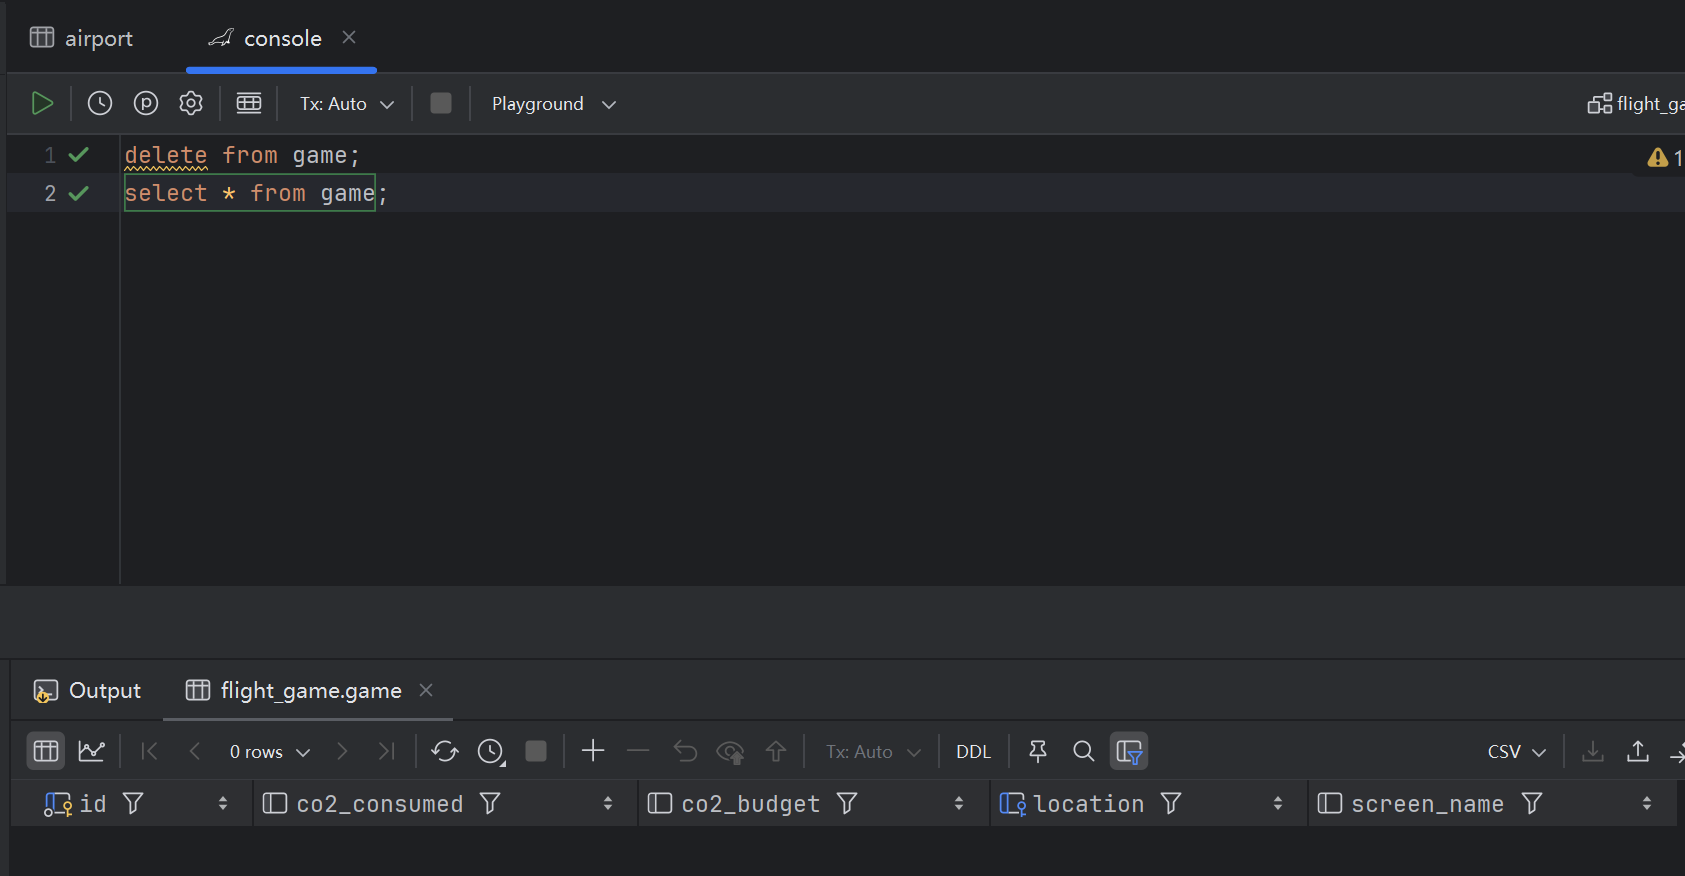 airport console
Tx: Auto Playground flight_ga
1 delete from game; 1
2 select * from game;
Output flight_game.game
0 rows Tx: Auto DDL CSV
id co2_consumed co2_budget location screen_name